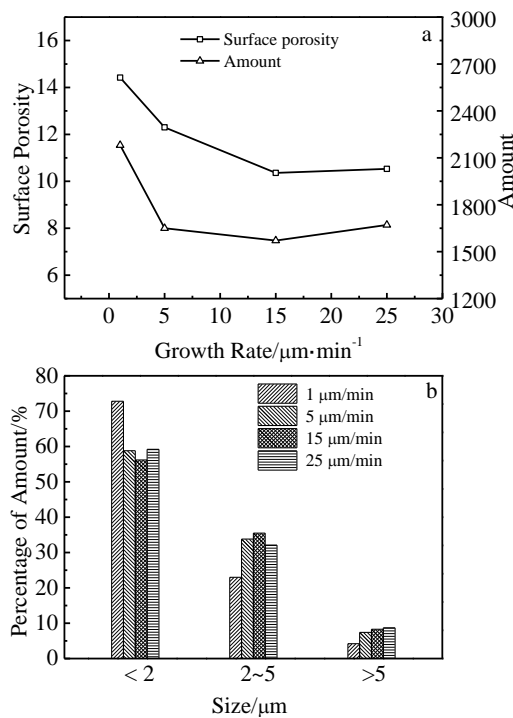 a
Surface porosity
Amount
16
14
12
10
8
6
Surface Porosity
3000
2700
2400
2100
1800
1500
1200
Amount
0 5 10 15 20 25 30
Growth Rate/μm·min⁻¹
b
1 μm/min
5 μm/min
15 μm/min
25 μm/min
80
70
60
50
40
30
20
10
0
Percentage of Amount/%
< 2 2~5 >5
Size/μm